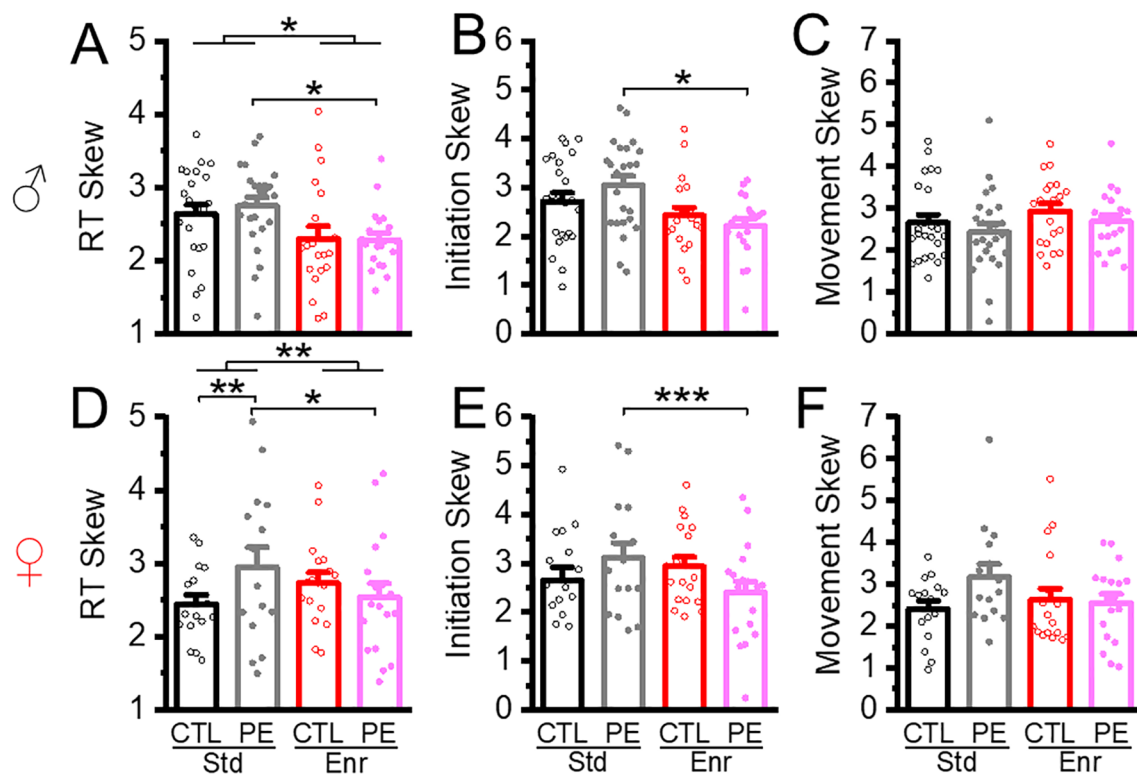 A
RT Skew
5
4
3
2
1
*
*
B
Initiation Skew
6
5
4
3
2
1
0
*
C
Movement Skew
7
6
5
4
3
2
1
0
♂
D
RT Skew
5
4
3
2
1
**
**
*
CTL PE CTL PE
Std Enr
E
Initiation Skew
6
5
4
3
2
1
0
***
CTL PE CTL PE
Std Enr
F
Movement Skew
7
6
5
4
3
2
1
0
CTL PE CTL PE
Std Enr
♀